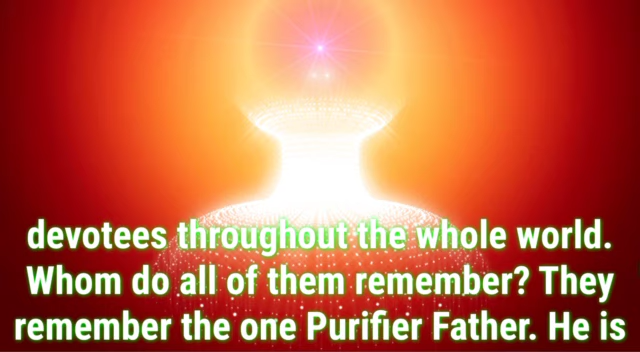 devotees throughout the whole world.
Whom do all of them remember? They
remember the one Purifier Father. He is